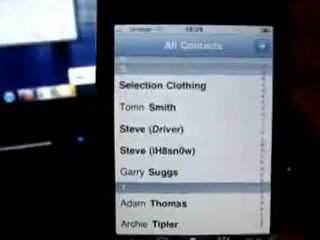 All Contacts
+
S
Selection Clothing
Tomn Smith
Steve (Driver)
Steve (iH8sn0w)
Garry Suggs
T
Adam Thomas
Archie Tipler